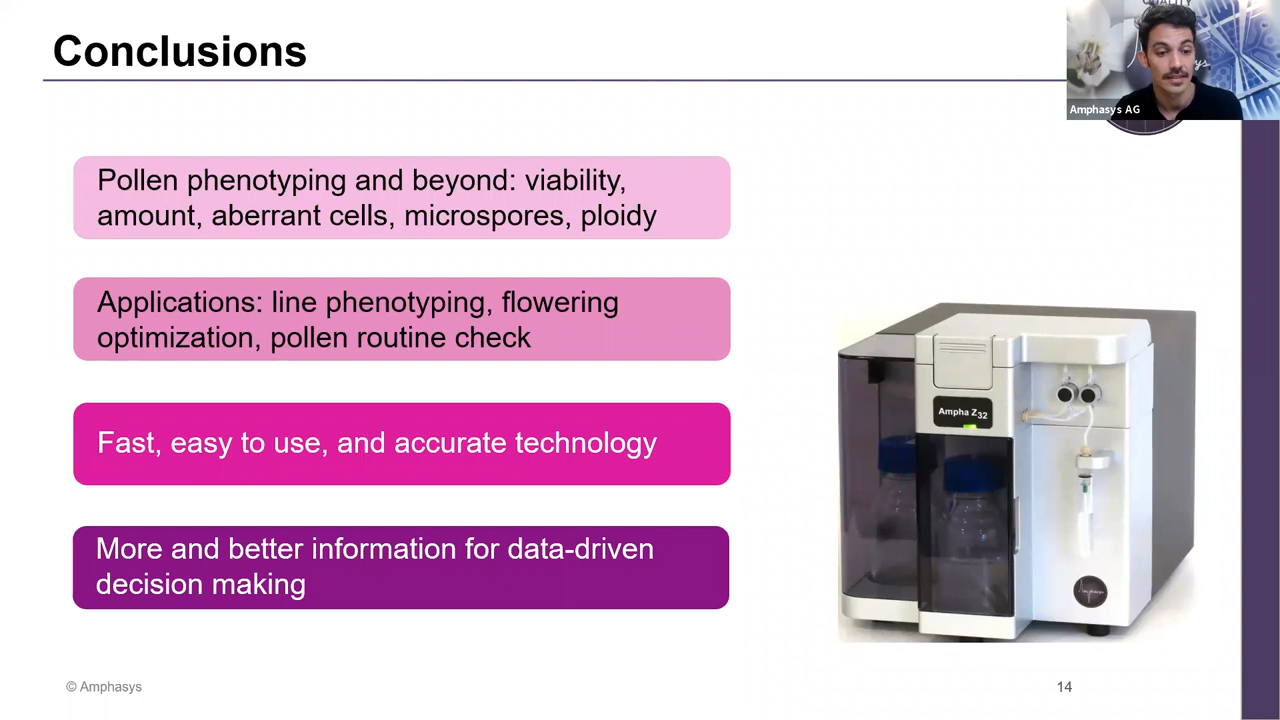 Conclusions
QUALITY
Amphasys AG
Pollen phenotyping and beyond: viability,
amount, aberrant cells, microspores, ploidy
Applications: line phenotyping, flowering
optimization, pollen routine check
Fast, easy to use, and accurate technology
More and better information for data-driven
decision making
Ampha Z32
© Amphasys
14